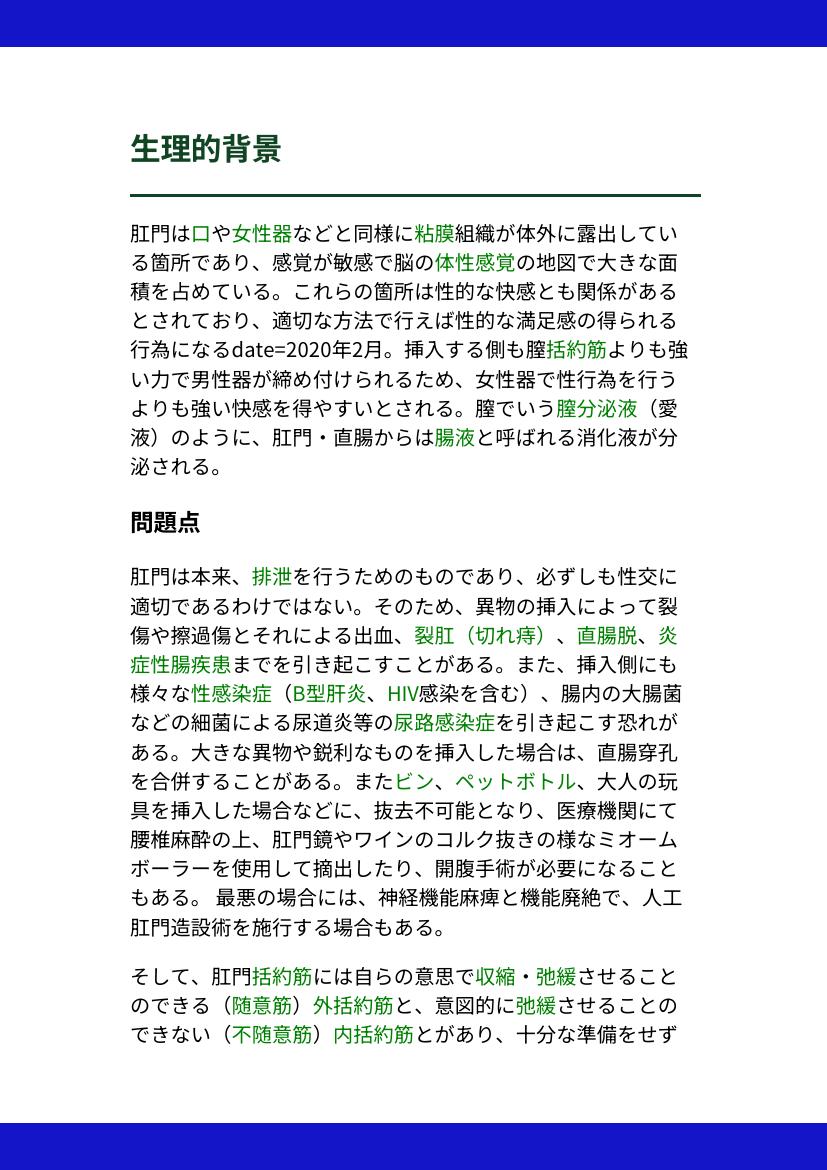 生理的背景
肛門は口や女性器などと同様に粘膜組織が体外に露出してい
る箇所であり、感覚が敏感で脳の体性感覚の地図で大きな面
積を占めている。これらの箇所は性的な快感とも関係がある
とされており、適切な方法で行えば性的な満足感の得られる
行為になるdate=2020年2月。挿入する側も膣括約筋よりも強
い力で男性器が締め付けられるため、女性器で性行為を行う
よりも強い快感を得やすいとされる。膣でいう膣分泌液（愛
液）のように、肛門・直腸からは腸液と呼ばれる消化液が分
泌される。
問題点
肛門は本来、排泄を行うためのものであり、必ずしも性交に
適切であるわけではない。そのため、異物の挿入によって裂
傷や擦過傷とそれによる出血、裂肛（切れ痔）、直腸脱、炎
症性腸疾患までを引き起こすことがある。また、挿入側にも
様々な性感染症（B型肝炎、HIV感染を含む）、腸内の大腸菌
などの細菌による尿道炎等の尿路感染症を引き起こす恐れが
ある。大きな異物や鋭利なものを挿入した場合は、直腸穿孔
を合併することがある。またビン、ペットボトル、大人の玩
具を挿入した場合などに、抜去不可能となり、医療機関にて
腰椎麻酔の上、肛門鏡やワインのコルク抜きの様なミオーム
ボーラーを使用して摘出したり、開腹手術が必要になること
もある。 最悪の場合には、神経機能麻痺と機能廃絶で、人工
肛門造設術を施行する場合もある。
そして、肛門括約筋には自らの意思で収縮・弛緩させること
のできる（随意筋）外括約筋と、意図的に弛緩させることの
できない（不随意筋）内括約筋とがあり、十分な準備をせず